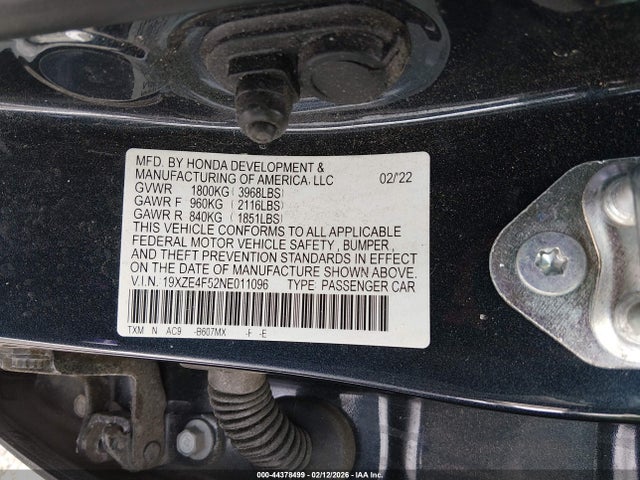 MFD. BY HONDA DEVELOPMENT &
MANUFACTURING OF AMERICA, LLC 02/'22
GVWR 1800KG ( 3968LBS)
GAWR F 960KG ( 2116LBS)
GAWR R 840KG ( 1851LBS)
THIS VEHICLE CONFORMS TO ALL APPLICABLE
FEDERAL MOTOR VEHICLE SAFETY , BUMPER ,
AND THEFT PREVENTION STANDARDS IN EFFECT
ON THE DATE OF MANUFACTURE SHOWN ABOVE.
V.I.N. 19XZE4F52NE011096 TYPE: PASSENGER CAR
TXM N AC9 -B607MX -F -E
000-44378499 - 02/12/2026 - IAA Inc.